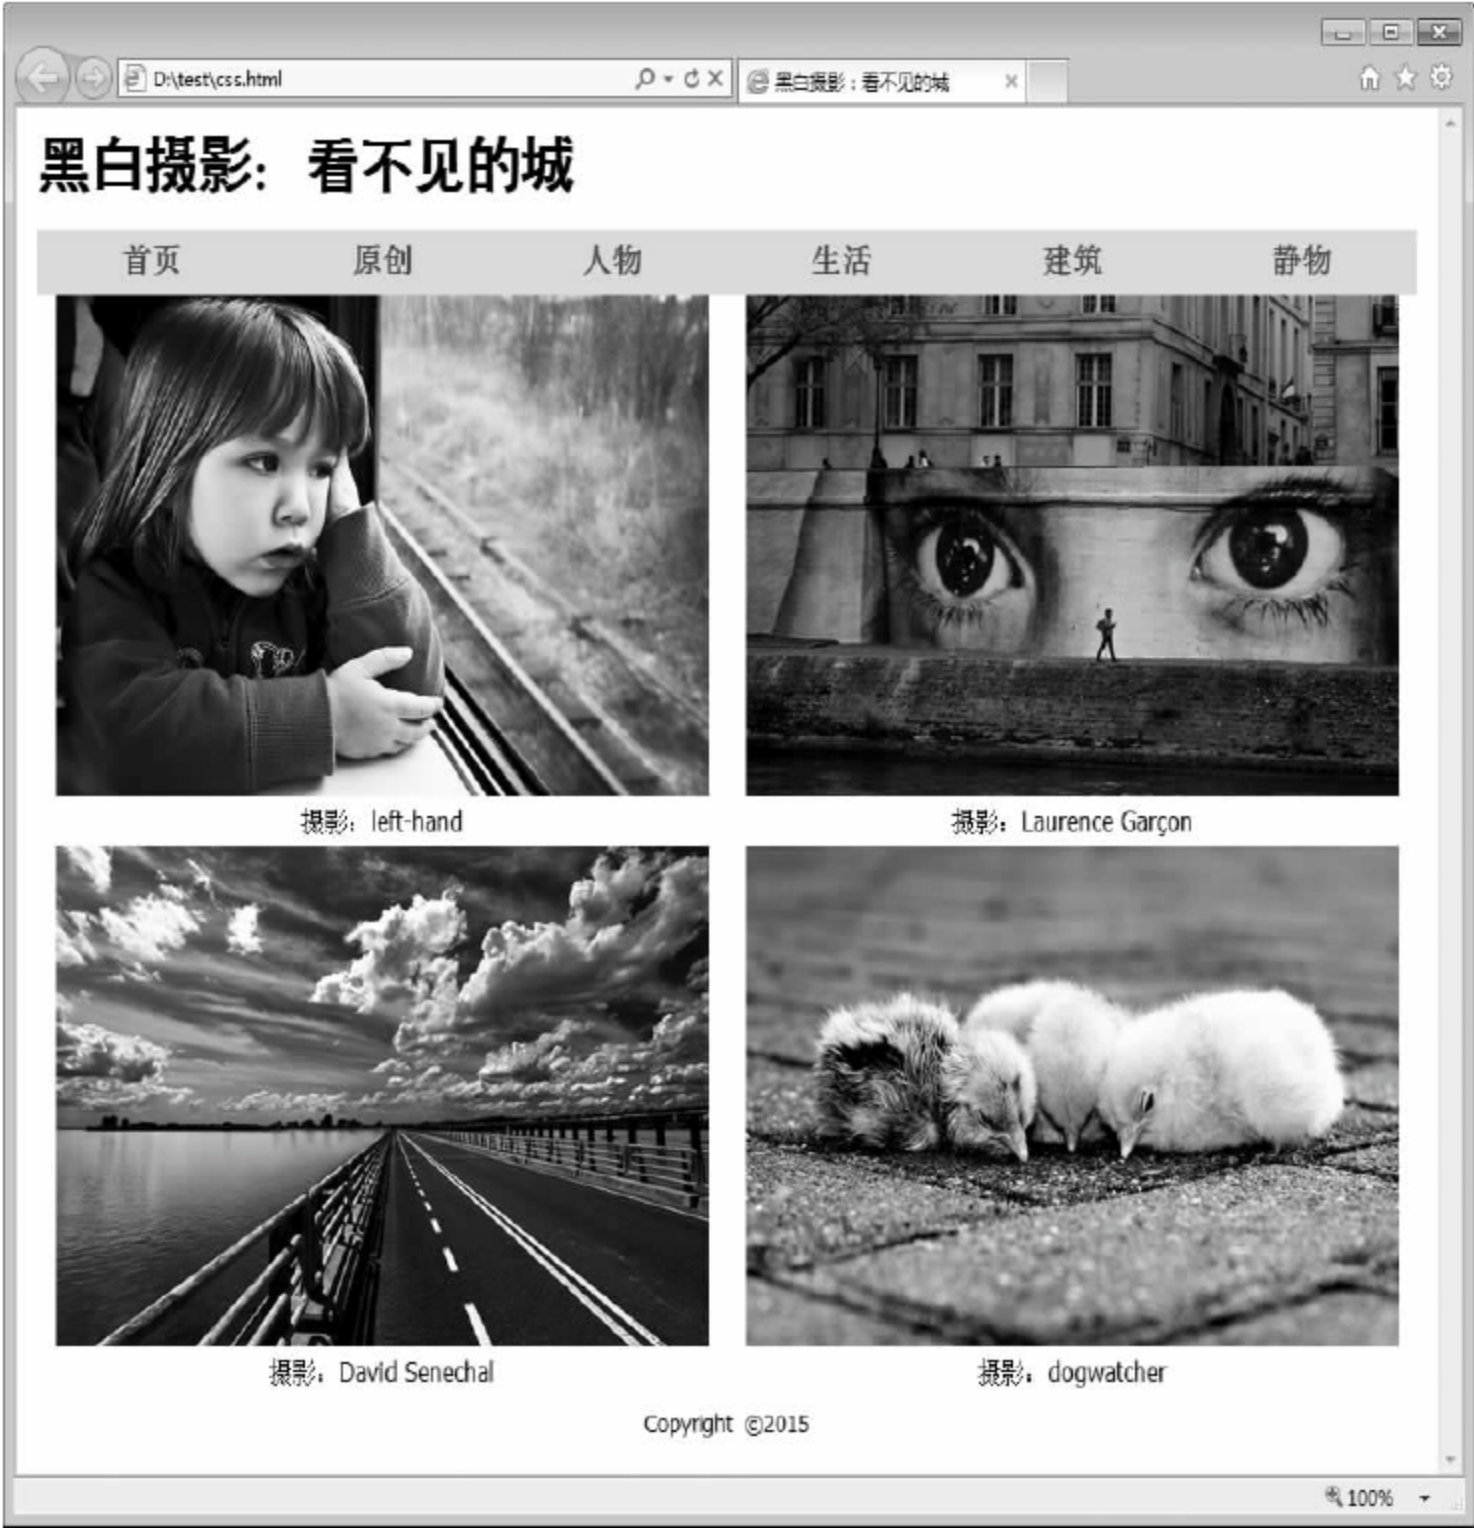 D:\test\css.html
黑白摄影：看不见的城
黑白摄影：看不见的城
首页 原创 人物 生活 建筑 静物
摄影：left-hand
摄影：Laurence Garçon
摄影：David Senechal
摄影：dogwatcher
Copyright ©2015
100%